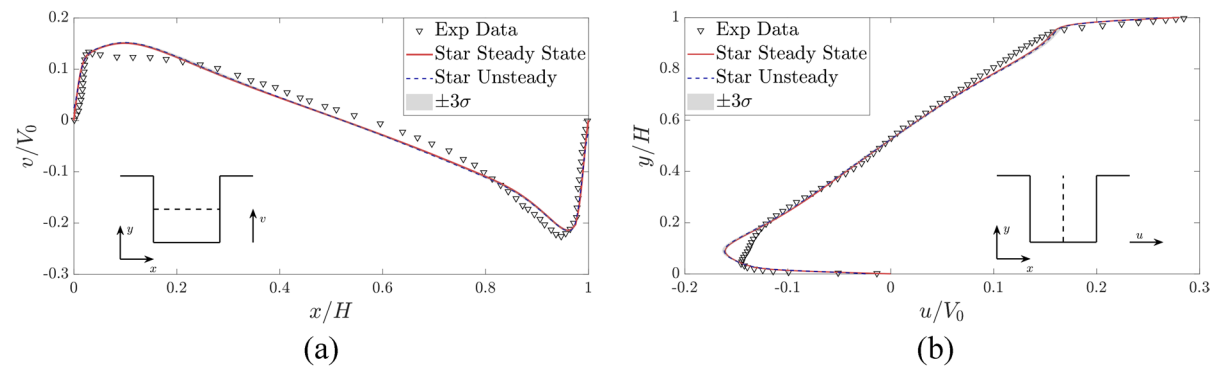 0.2
0.1
0
-0.1
-0.2
-0.3
v/V₀
0
0.2
0.4
0.6
0.8
1
x/H
Exp Data
Star Steady State
Star Unsteady
±3σ
y
x
v
(a)
1
0.8
0.6
0.4
0.2
0
y/H
-0.2
-0.1
0
0.1
0.2
0.3
u/V₀
Exp Data
Star Steady State
Star Unsteady
±3σ
y
x
u
(b)